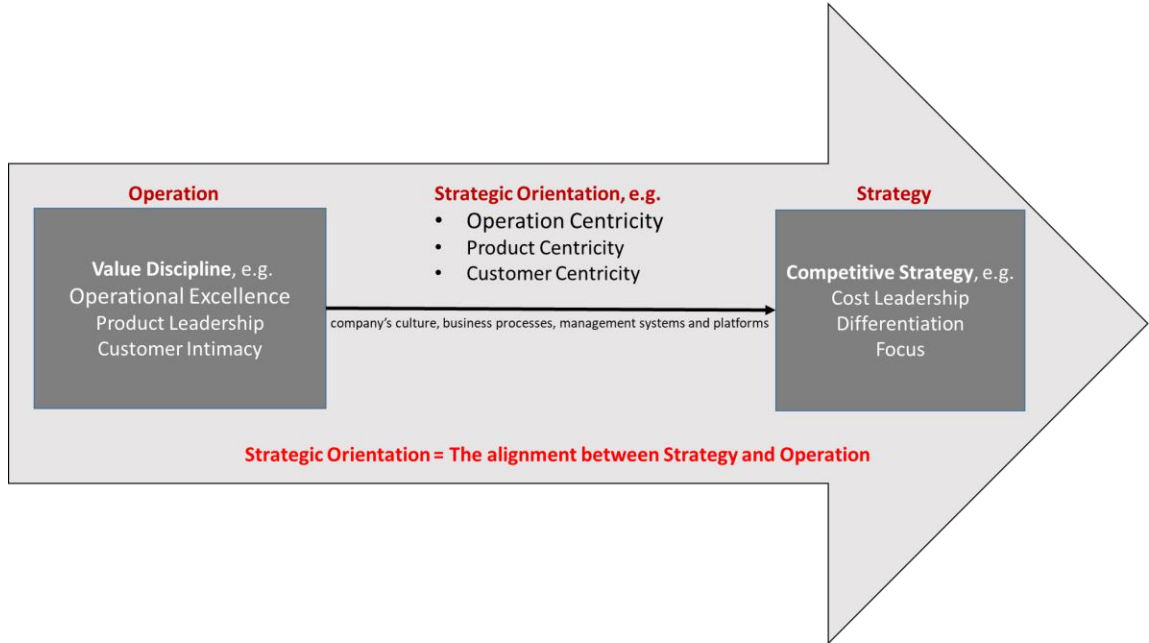 Operation
Value Discipline, e.g.
Operational Excellence
Product Leadership
Customer Intimacy
Strategic Orientation, e.g.
• Operation Centricity
• Product Centricity
• Customer Centricity
company's culture, business processes, management systems and platforms
Strategy
Competitive Strategy, e.g.
Cost Leadership
Differentiation
Focus
Strategic Orientation = The alignment between Strategy and Operation